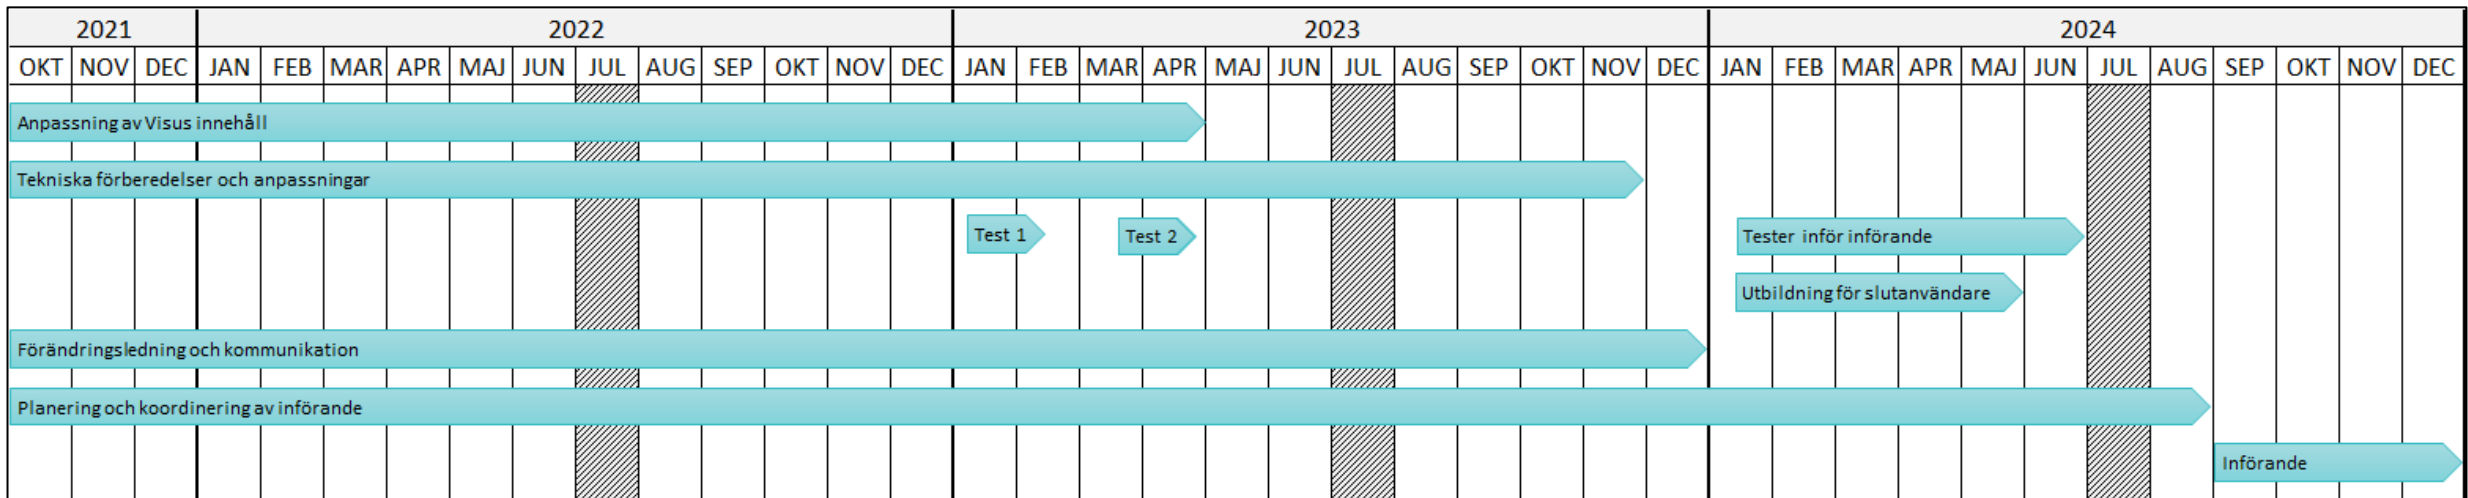 2021 2022 2023 2024
OKT NOV DEC JAN FEB MAR APR MAJ JUN JUL AUG SEP OKT NOV DEC JAN FEB MAR APR MAJ JUN JUL AUG SEP OKT NOV DEC JAN FEB MAR APR MAJ JUN JUL AUG SEP OKT NOV DEC
Anpassning av Visus innehåll
Tekniska förberedelser och anpassningar
Test 1 Test 2 Tester inför införande
Utbildning för slutanvändare
Förändringsledning och kommunikation
Planering och koordinering av införande
Införande